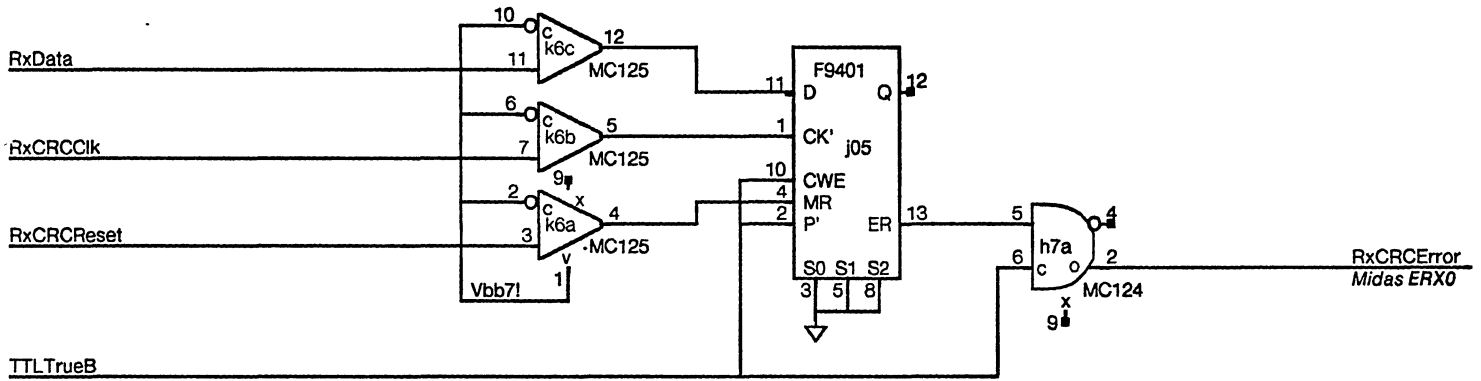 10
c
k6c
12
RxData
11
MC125
F9401
11
D
Q
12
6
c
k6b
5
1
CK'
RxCRCClk
7
MC125
j05
9
x
10
CWE
2
c
k6a
4
4
MR
RxCRCReset
3
MC125
2
P'
ER
13
5
4
v
1
h7a
Vbb7!
S0 S1 S2
6
c
o
2
RxCRCError
3
5
8
MC124
Midas ERX0
x
9
TTLTrueB